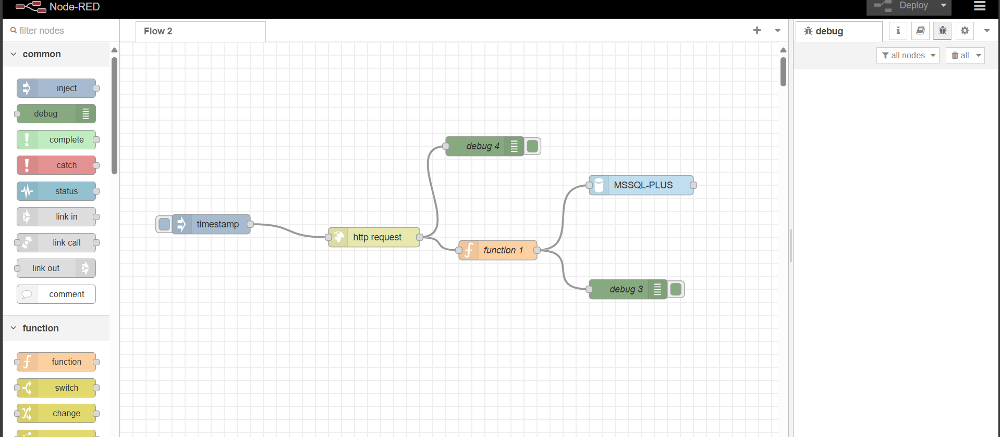 Node-RED
Deploy
filter nodes
Flow 2
debug
all nodes
all
common
inject
debug
complete
catch
status
link in
link call
link out
comment
function
function
switch
change
debug 4
MSSQL-PLUS
timestamp
http request
function 1
debug 3